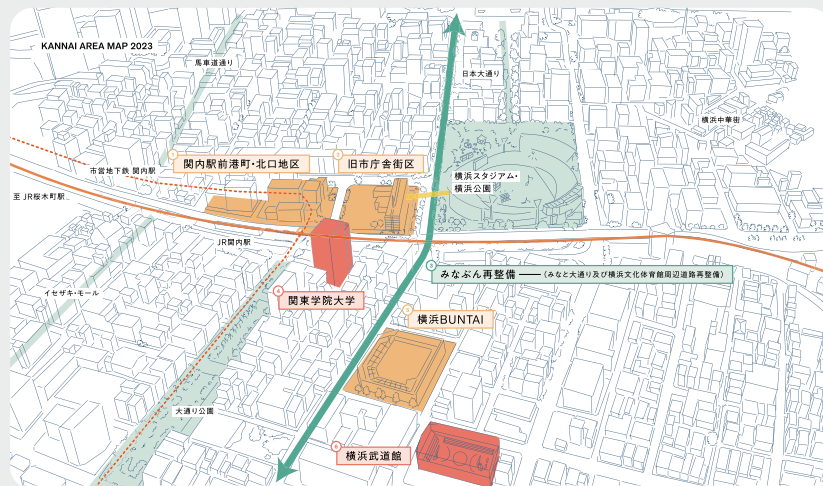 KANNAI AREA MAP 2023
馬車道通り
日本大通り
横浜中華街
関内駅前港町・北口地区
旧市庁舎街区
市営地下鉄 関内駅
横浜スタジアム・
横浜公園
至 JR桜木町駅
JR関内駅
みなぶん再整備 ―― (みなと大通り及び横浜文化体育館周辺道路再整備)
イセザキ・モール
関東学院大学
横浜BUNTAI
大通り公園
横浜武道館